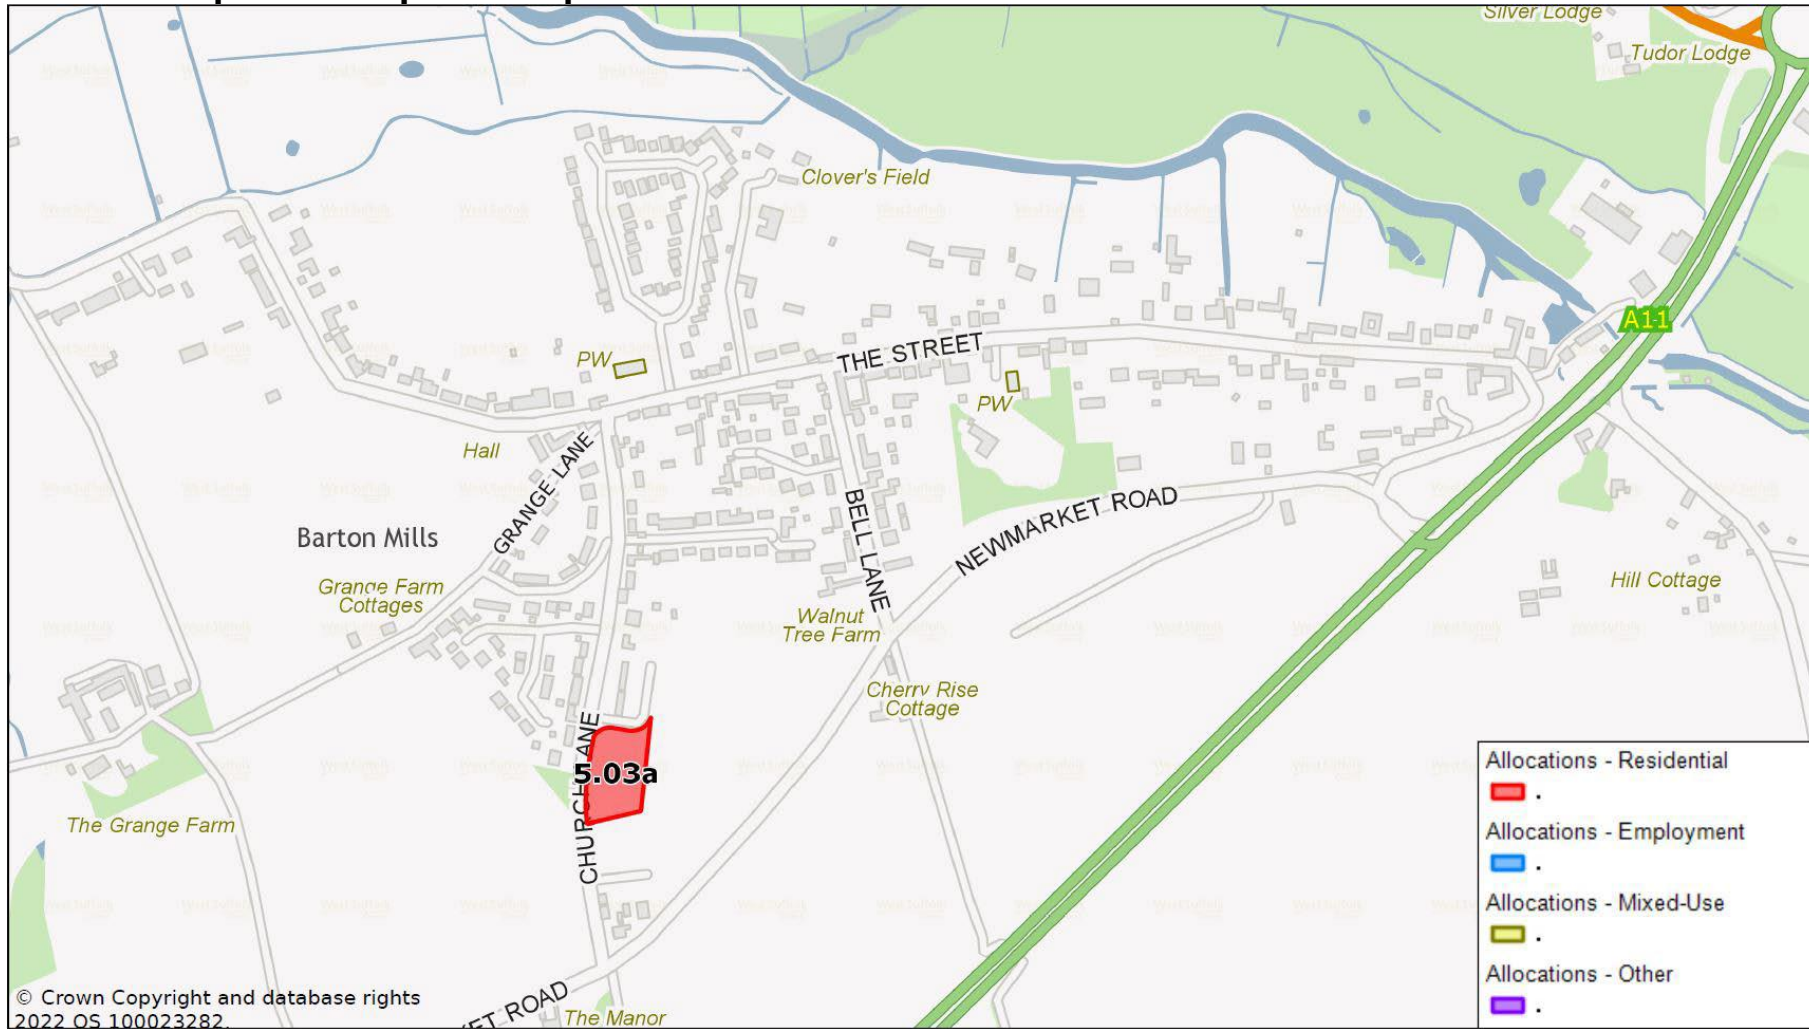 Silver Lodge
Tudor Lodge
Clover's Field
A11
THE STREET
PW
PW
Hall
GRANGE LANE
BELL LANE
NEWMARKET ROAD
Barton Mills
Grange Farm
Cottages
Hill Cottage
Walnut
Tree Farm
Cherry Rise
Cottage
CHURCH LANE
5.03a
The Grange Farm
Allocations - Residential
.
Allocations - Employment
.
Allocations - Mixed-Use
.
Allocations - Other
.
© Crown Copyright and database rights
2022 OS 100023282.
KET ROAD
The Manor